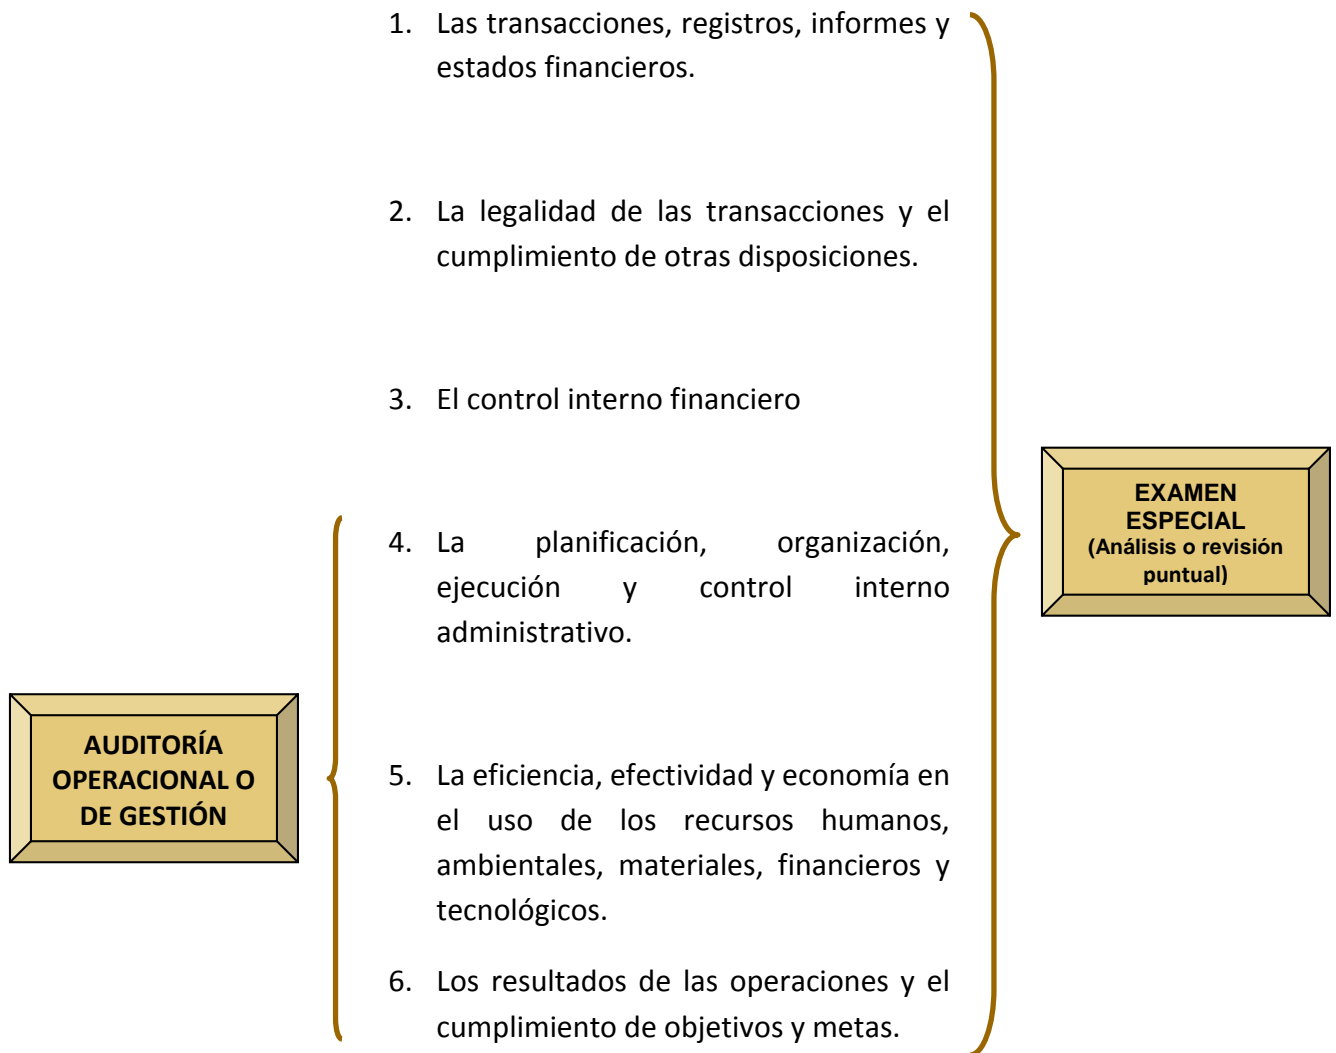 1. Las transacciones, registros, informes y
estados financieros.
2. La legalidad de las transacciones y el
cumplimiento de otras disposiciones.
3. El control interno financiero
4. La planificación, organización,
ejecución y control interno
administrativo.
5. La eficiencia, efectividad y economía en
el uso de los recursos humanos,
ambientales, materiales, financieros y
tecnológicos.
6. Los resultados de las operaciones y el
cumplimiento de objetivos y metas.
AUDITORÍA
OPERACIONAL O
DE GESTIÓN
EXAMEN
ESPECIAL
(Análisis o revisión
puntual)